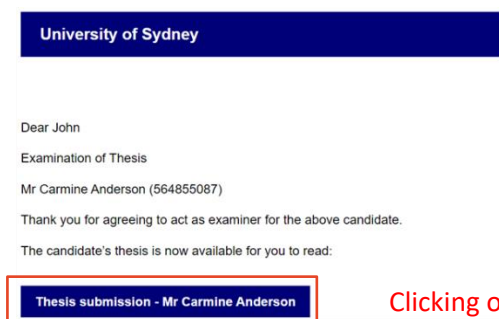 University of Sydney
Dear John
Examination of Thesis
Mr Carmine Anderson (564855087)
Thank you for agreeing to act as examiner for the above candidate.
The candidate's thesis is now available for you to read:
Thesis submission - Mr Carmine Anderson
Clicking o